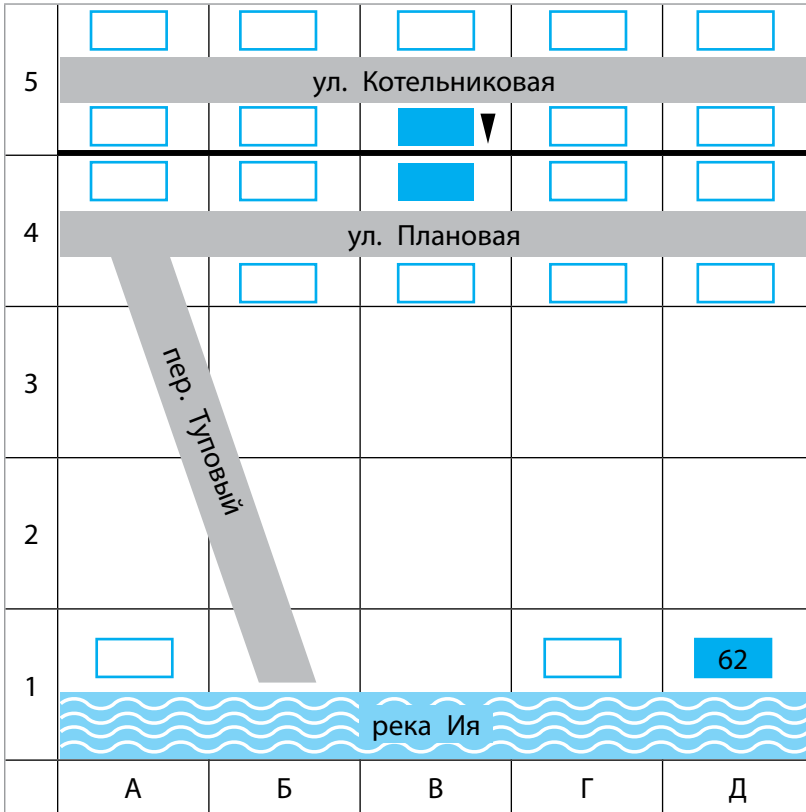 5
ул. Котельниковая
4
ул. Плановая
3
пер. Туповый
2
1
62
река Ия
А Б В Г Д